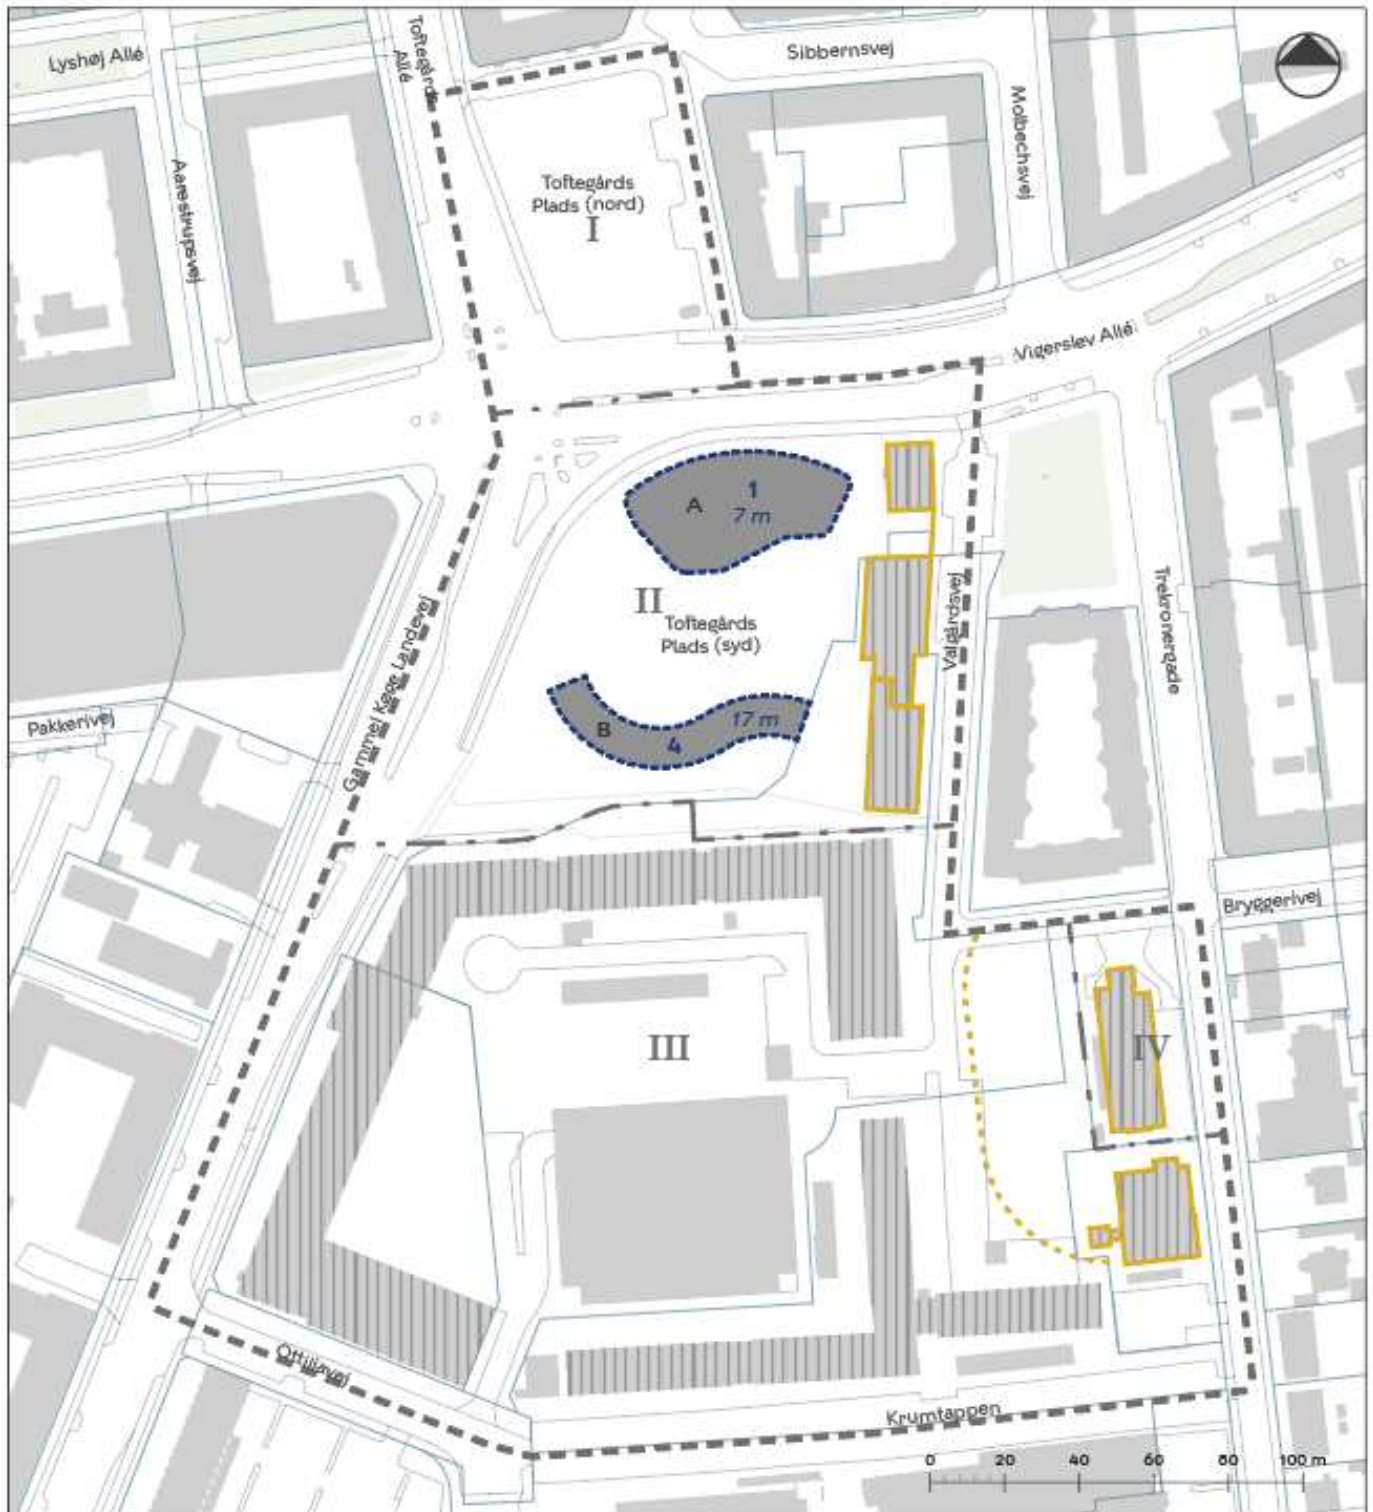 Lyshøj Allé
Toftegårds
Allé
Sibbernsvej
Molbechsvej
Aarestrupsvej
Toftegårds
Plads (nord)
I
Vigerslev Allé
A
1
7 m
II
Toftegårds
Plads (syd)
Valgårdsvej
Trekronergade
Gammel Køge Landevej
Pakkerivej
B
4
17 m
Bryggerivej
III
IV
Ottiliavej
Krumtappen
0 20 40 60 80 100 m